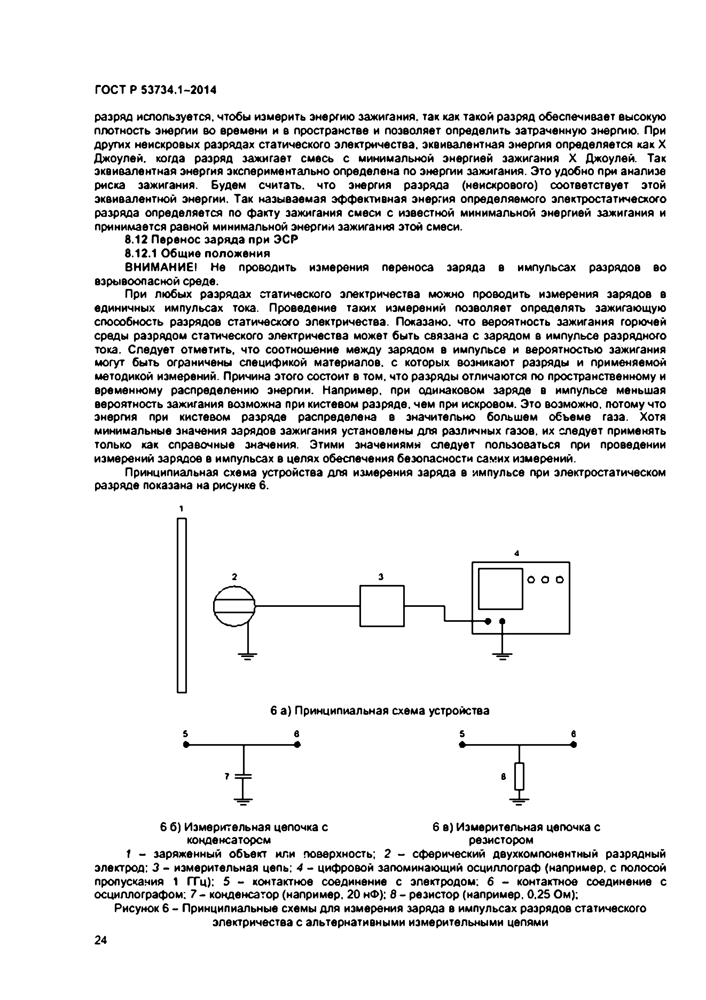 ГОСТ Р 53734.1–2014
разряд используется, чтобы измерить энергию зажигания, так как такой разряд обеспечивает высокую
плотность энергии во времени и в пространстве и позволяет определить затраченную энергию. При
других неискровых разрядах статического электричества, эквивалентная энергия определяется как X
Джоулей, когда разряд зажигает смесь с минимальной энергией зажигания X Джоулей. Так
эквивалентная энергия экспериментально определена по энергии зажигания. Это удобно при анализе
риска зажигания. Будем считать, что энергия разряда (неискрового) соответствует этой
эквивалентной энергии. Так называемая эффективная энергия определяемого электростатического
разряда определяется по факту зажигания смеси с известной минимальной энергией зажигания и
принимается равной минимальной энергии зажигания этой смеси.
8.12 Перенос заряда при ЭСР
8.12.1 Общие положения
ВНИМАНИЕ! Не проводить измерения переноса заряда в импульсах разрядов во
взрывоопасной среде.
При любых разрядах статического электричества можно проводить измерения зарядов в
единичных импульсах тока. Проведение таких измерений позволяет определять зажигающую
способность разрядов статического электричества. Показано, что вероятность зажигания горючей
среды разрядом статического электричества может быть связана с зарядом в импульсе разрядного
тока. Следует отметить, что соотношение между зарядом в импульсе и вероятностью зажигания
могут быть ограничены спецификой материалов, с которых возникают разряды и применяемой
методикой измерений. Причина этого состоит в том, что разряды отличаются по пространственному и
временному распределению энергии. Например, при одинаковом заряде в импульсе меньшая
вероятность зажигания возможна при кистевом разряде, чем при искровом. Это возможно, потому что
энергия при кистевом разряде распределена в значительно большем объеме газа. Хотя
минимальные значения зарядов зажигания установлены для различных газов, их следует применять
только как справочные значения. Этими значениями следует пользоваться при проведении
измерений зарядов в импульсах в целях обеспечения безопасности самих измерений.
Принципиальная схема устройства для измерения заряда в импульсе при электростатическом
разряде показана на рисунке 6.
1
4
2 3
6 а) Принципиальная схема устройства
5 6 5 6
7 8
6 б) Измерительная цепочка с
конденсатором
6 в) Измерительная цепочка с
резистором
1 – заряженный объект или поверхность; 2 – сферический двухкомпонентный разрядный
электрод; 3 – измерительная цепь; 4 – цифровой запоминающий осциллограф (например, с полосой
пропускания 1 ГГц); 5 – контактное соединение с электродом; 6 – контактное соединение с
осциллографом; 7 – конденсатор (например, 20 нФ); 8 – резистор (например, 0,25 Ом);
Рисунок 6 – Принципиальные схемы для измерения заряда в импульсах разрядов статического
электричества с альтернативными измерительными цепями
24